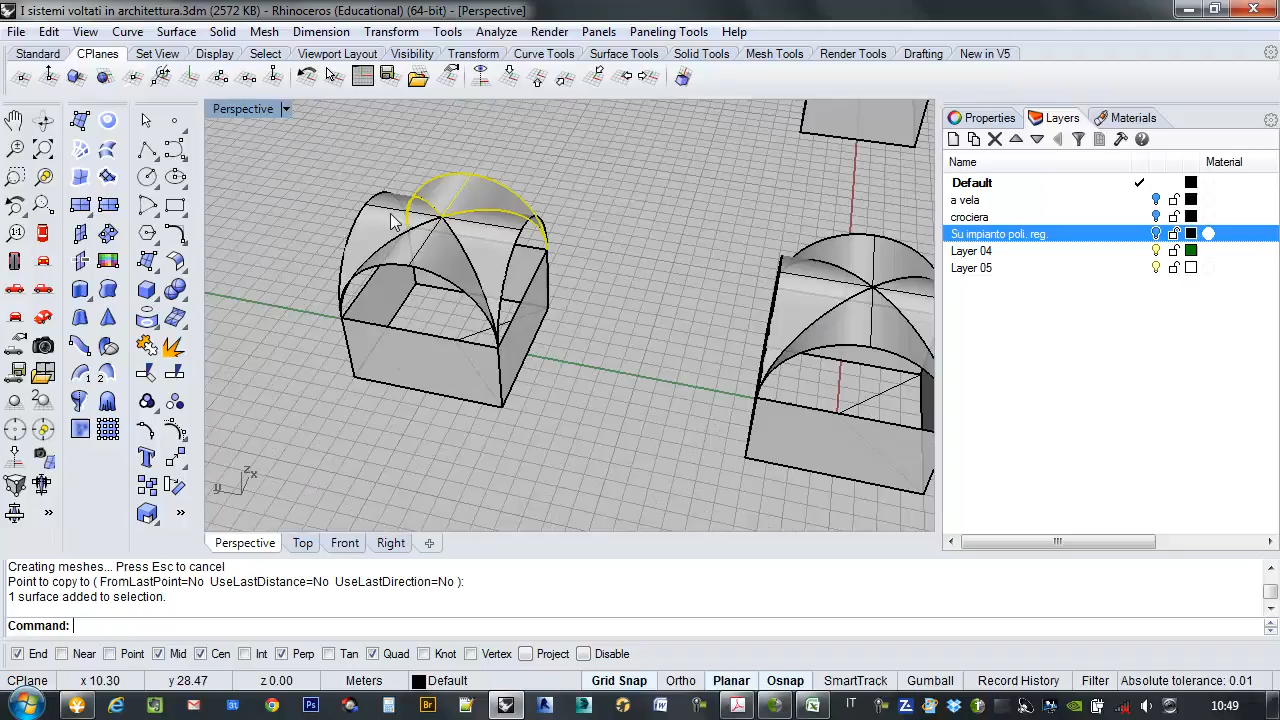 I sistemi voltati in architettura.3dm (2572 KB) - Rhinoceros (Educational) (64-bit) - [Perspective]
File Edit View Curve Surface Solid Mesh Dimension Transform Tools Analyze Render Panels Paneling Tools Help
Standard CPlanes Set View Display Select Viewport Layout Visibility Transform Curve Tools Surface Tools Solid Tools Mesh Tools Render Tools Drafting New in V5
Perspective
Properties Layers Materials
Name Material
Default
a vela
crociera
Su impianto poli. reg.
Layer 04
Layer 05
z x
y
Perspective Top Front Right
Creating meshes... Press Esc to cancel
Point to copy to ( FromLastPoint=No UseLastDistance=No UseLastDirection=No ):
1 surface added to selection.
Command:
End Near Point Mid Cen Int Perp Tan Quad Knot Vertex Project Disable
CPlane x 10.30 y 28.47 z 0.00 Meters Default Grid Snap Ortho Planar Osnap SmartTrack Gumball Record History Filter Absolute tolerance: 0.01
Ps Br IT 10:49